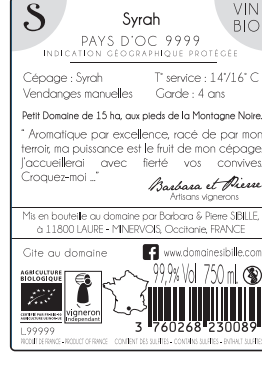 S
Syrah
VIN
BIO
PAYS D'OC 9999
INDICATION GÉOGRAPHIQUE PROTÉGÉE
Cépage : Syrah
T° service : 14°/16° C
Vendanges manuelles
Garde : 4 ans
Petit Domaine de 15 ha, aux pieds de la Montagne Noire.
" Aromatique par excellence, racé de par mon
terroir, ma puissance est le fruit de mon cépage.
J'accueillerai avec fierté vos convives.
Croquez-moi ..."
Barbara et Pierre
Artisans vignerons
Mis en bouteille au domaine par Barbara & Pierre SIBILLE,
à 11800 LAURE - MINERVOIS, Occitanie, FRANCE
Gite au domaine
www.domainesibille.com
AGRICULTURE
BIOLOGIQUE
99,9% Vol 750 ml
vigneron
indépendant
L99999
3 760268 230089
PRODUIT DE FRANCE - PRODUCT OF FRANCE CONTIENT DES SULFITES - CONTAINS SULFITES - ENTHALT SULFITE